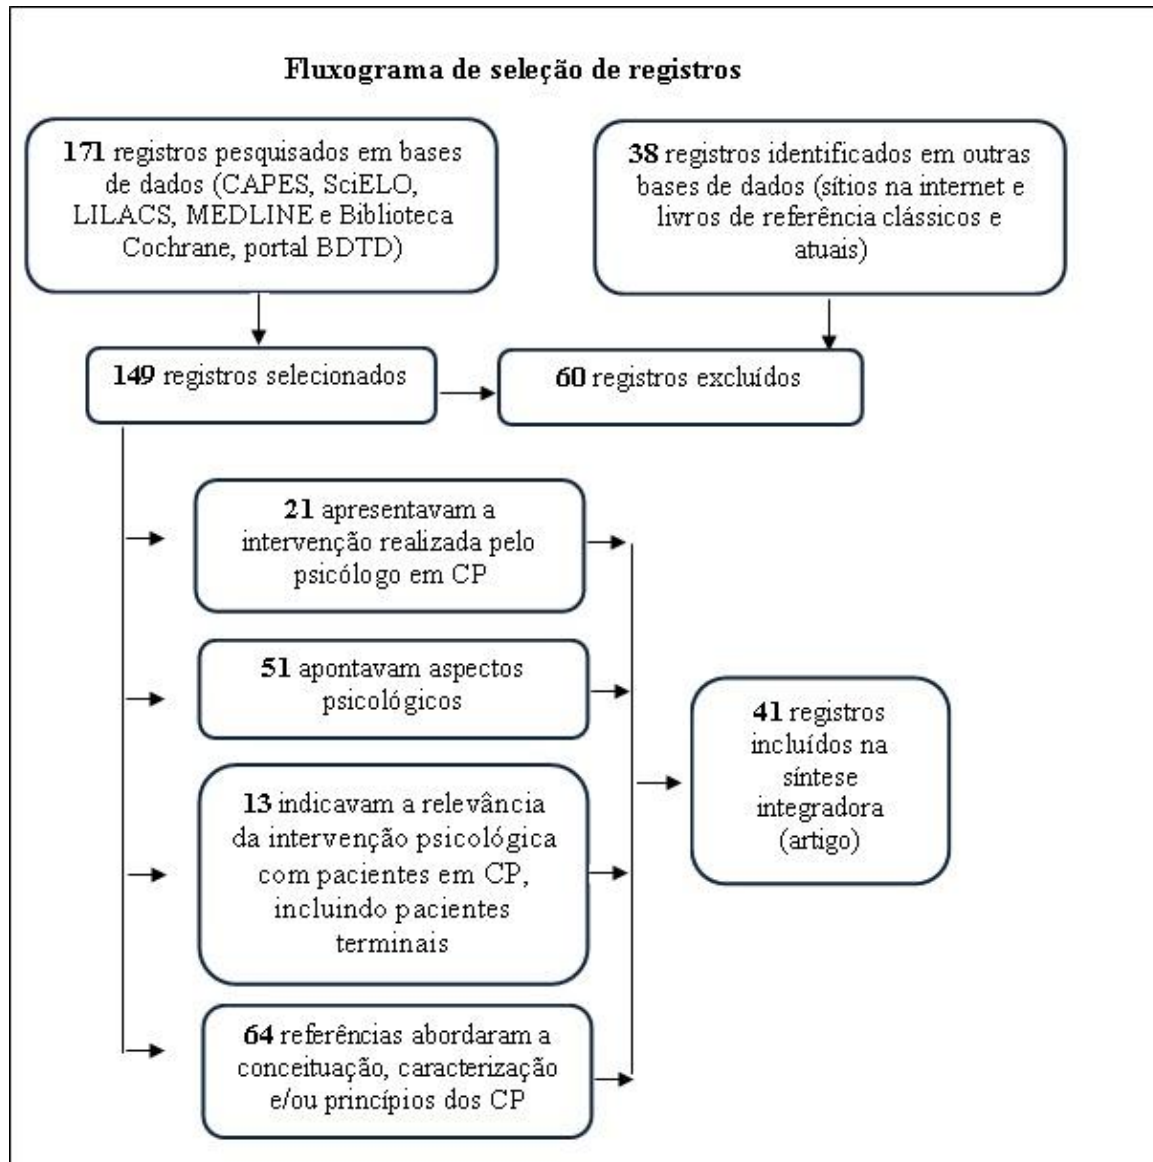 Fluxograma de seleção de registros
171 registros pesquisados em bases
de dados (CAPES, SciELO,
LILACS, MEDLINE e Biblioteca
Cochrane, portal BDTD)
38 registros identificados em outras
bases de dados (sítios na internet e
livros de referência clássicos e
atuais)
149 registros selecionados
60 registros excluídos
21 apresentavam a
intervenção realizada pelo
psicólogo em CP
51 apontavam aspectos
psicológicos
13 indicavam a relevância
da intervenção psicológica
com pacientes em CP,
incluindo pacientes
terminais
64 referências abordaram a
conceituação, caracterização
e/ou princípios dos CP
41 registros
incluídos na
síntese
integradora
(artigo)